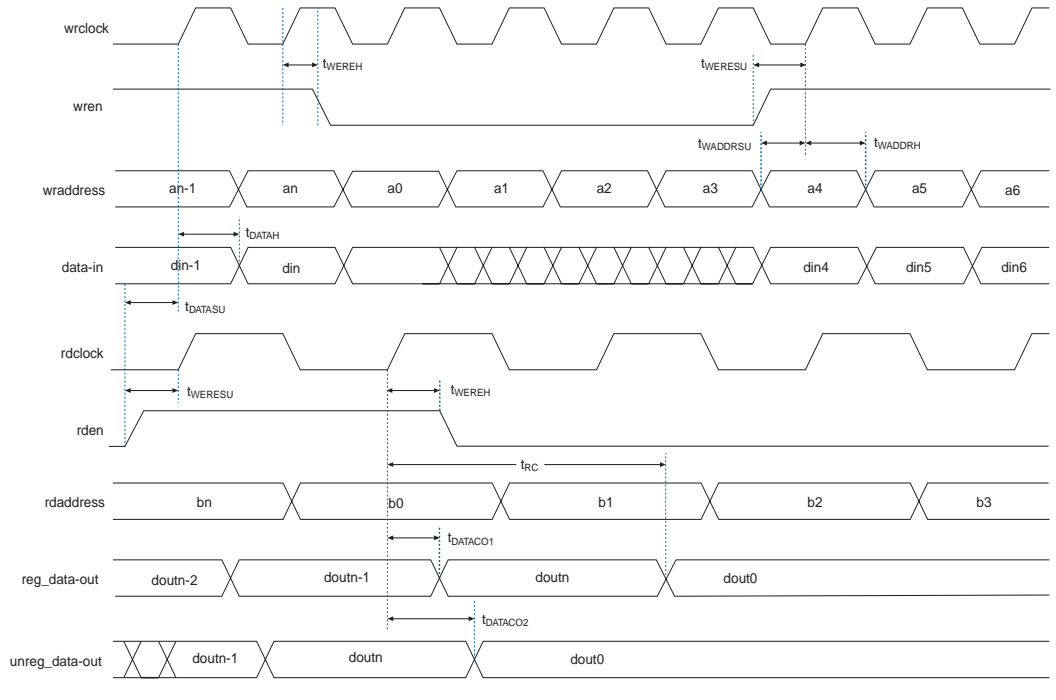 wrclock
tWEREH
tWERESU
wren
tWADDRSU
tWADDRH
wraddress an-1 an a0 a1 a2 a3 a4 a5 a6
tDATAH
data-in din-1 din din4 din5 din6
tDATASU
rdclock
tWERESU
tWEREH
rden
tRC
rdaddress bn b0 b1 b2 b3
tDATACO1
reg_data-out doutn-2 doutn-1 doutn dout0
tDATACO2
unreg_data-out doutn-1 doutn dout0